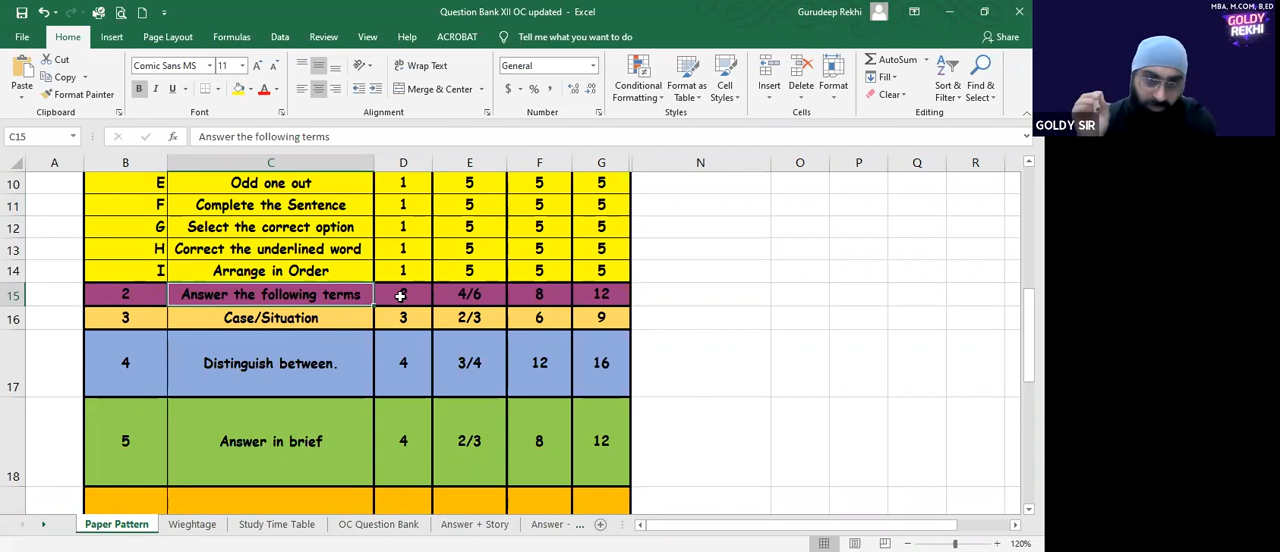 Question Bank XII OC updated - Excel
Gurudeep Rekhi
File Home Insert Page Layout Formulas Data Review View Help ACROBAT Tell me what you want to do Share
Paste
Cut
Copy
Format Painter
Clipboard
Comic Sans MS 11
B I U
Font
Wrap Text
Merge & Center
Alignment
General
$ % ,
Number
Conditional Formatting
Format as Table
Cell Styles
Styles
Insert Delete Format
Cells
AutoSum
Fill
Clear
Sort & Filter
Find & Select
Editing
C15 fx Answer the following terms
A B C D E F G N O P Q R
10 E Odd one out 1 5 5 5
11 F Complete the Sentence 1 5 5 5
12 G Select the correct option 1 5 5 5
13 H Correct the underlined word 1 5 5 5
14 I Arrange in Order 1 5 5 5
15 2 Answer the following terms 4/6 8 12
16 3 Case/Situation 3 2/3 6 9
17 4 Distinguish between. 4 3/4 12 16
18 5 Answer in brief 4 2/3 8 12
Paper Pattern Weightage Study Time Table OC Question Bank Answer + Story Answer - ...
120%
MBA, M.COM, B,ED
GOLDY
REKHI
GOLDY SIR